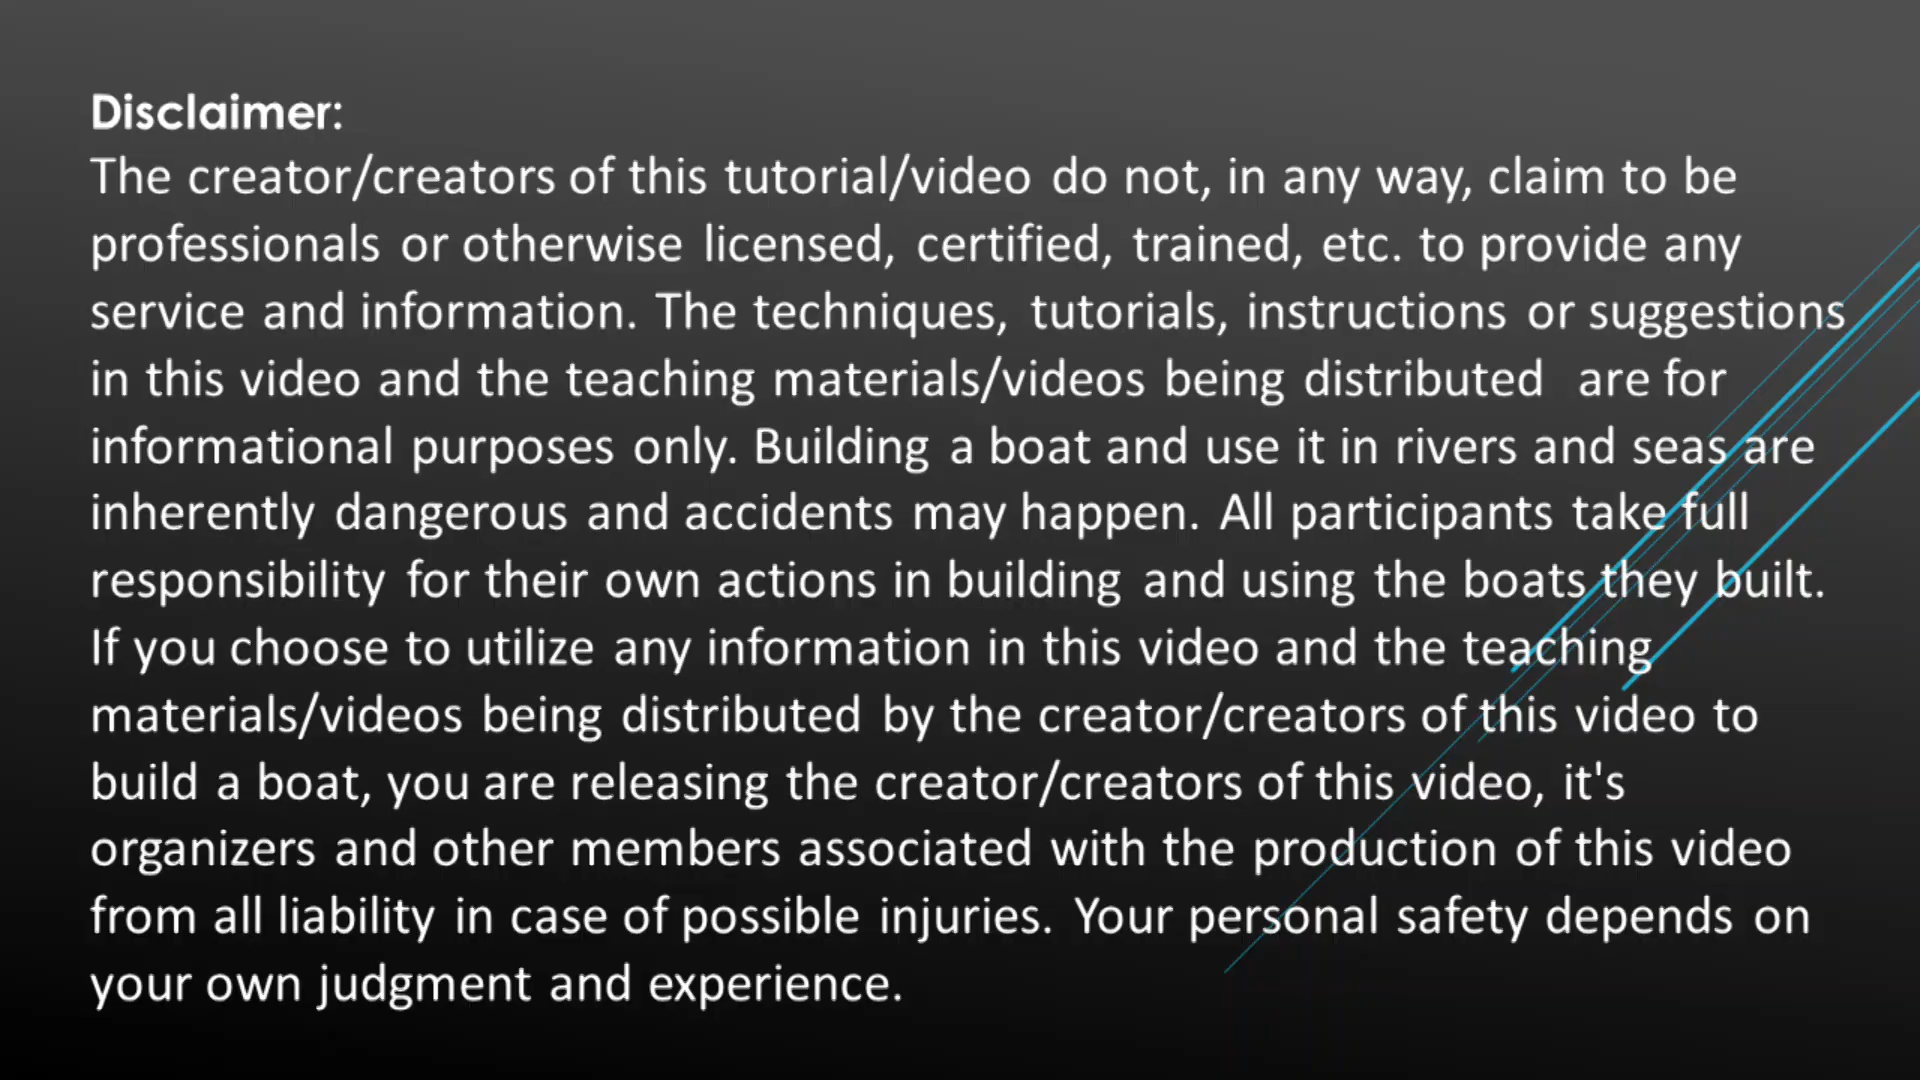 Disclaimer:
The creator/creators of this tutorial/video do not, in any way, claim to be
professionals or otherwise licensed, certified, trained, etc. to provide any
service and information. The techniques, tutorials, instructions or suggestions
in this video and the teaching materials/videos being distributed are for
informational purposes only. Building a boat and use it in rivers and seas are
inherently dangerous and accidents may happen. All participants take full
responsibility for their own actions in building and using the boats they built.
If you choose to utilize any information in this video and the teaching
materials/videos being distributed by the creator/creators of this video to
build a boat, you are releasing the creator/creators of this video, it's
organizers and other members associated with the production of this video
from all liability in case of possible injuries. Your personal safety depends on
your own judgment and experience.